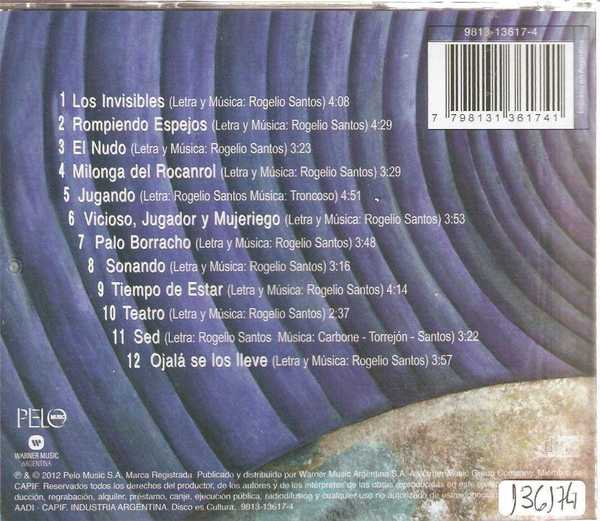 9813-13617-4
7 798131 361741
1 Los Invisibles (Letra y Música: Rogelio Santos) 4:08
2 Rompiendo Espejos (Letra y Música: Rogelio Santos) 4:29
3 El Nudo (Letra y Música: Rogelio Santos) 3:23
4 Milonga del Rocanrol (Letra y Música: Rogelio Santos) 3:29
5 Jugando (Letra: Rogelio Santos Música: Troncoso) 4:51
6 Vicioso, Jugador y Mujeriego (Letra y Música: Rogelio Santos) 3:53
7 Palo Borracho (Letra y Música: Rogelio Santos) 3:48
8 Sonando (Letra y Música: Rogelio Santos) 3:16
9 Tiempo de Estar (Letra y Música: Rogelio Santos) 4:14
10 Teatro (Letra y Música: Rogelio Santos) 2:37
11 Sed (Letra: Rogelio Santos Música: Carbone - Torrejón - Santos) 3:22
12 Ojalá se los lleve (Letra y Música: Rogelio Santos) 3:57
PELO MUSIC
WARNER MUSIC
ARGENTINA
℗ & © 2012 Pelo Music S.A. Marca Registrada. Publicado y distribuido por Warner Music Argentina S.A. A Warner Music Group Company. Miembro de
CAPIF. Reservados todos los derechos del productor, de los autores y de los intérpretes de las obras reproducidas en este
ducción, regrabación, alquiler, préstamo, canje, ejecución pública, radiodifusión y cualquier uso no autorizado de
AADI - CAPIF. INDUSTRIA ARGENTINA. Disco es Cultura. 9813-13617-4
136174